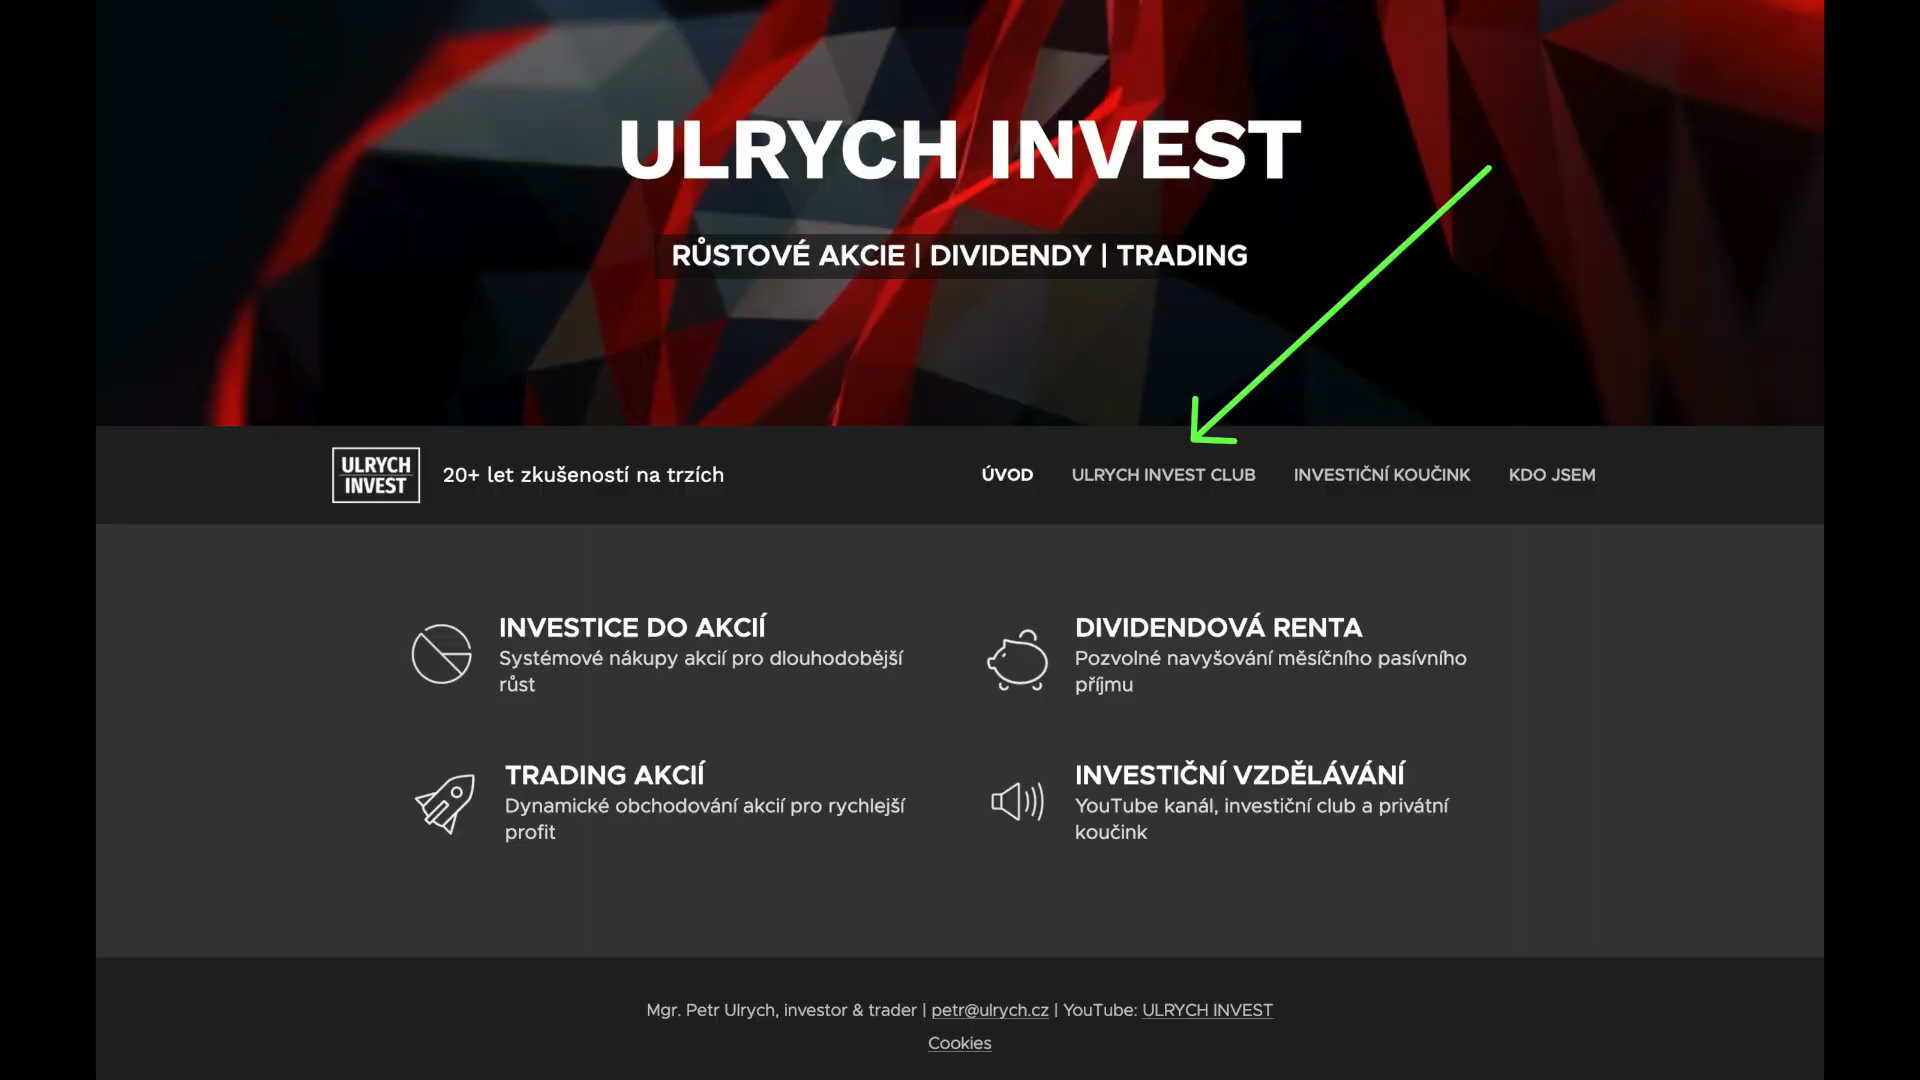 ULRYCH INVEST
RŮSTOVÉ AKCIE | DIVIDENDY | TRADING
ULRYCH
INVEST
20+ let zkušeností na trzích
ÚVOD
ULRYCH INVEST CLUB
INVESTIČNÍ KOUČINK
KDO JSEM
INVESTICE DO AKCIÍ
Systémové nákupy akcií pro dlouhodobější
růst
DIVIDENDOVÁ RENTA
Pozvolné navyšování měsíčního pasívního
příjmu
TRADING AKCIÍ
Dynamické obchodování akcií pro rychlejší
profit
INVESTIČNÍ VZDĚLÁVÁNÍ
YouTube kanál, investiční club a privátní
koučink
Mgr. Petr Ulrych, investor & trader | petr@ulrych.cz | YouTube: ULRYCH INVEST
Cookies